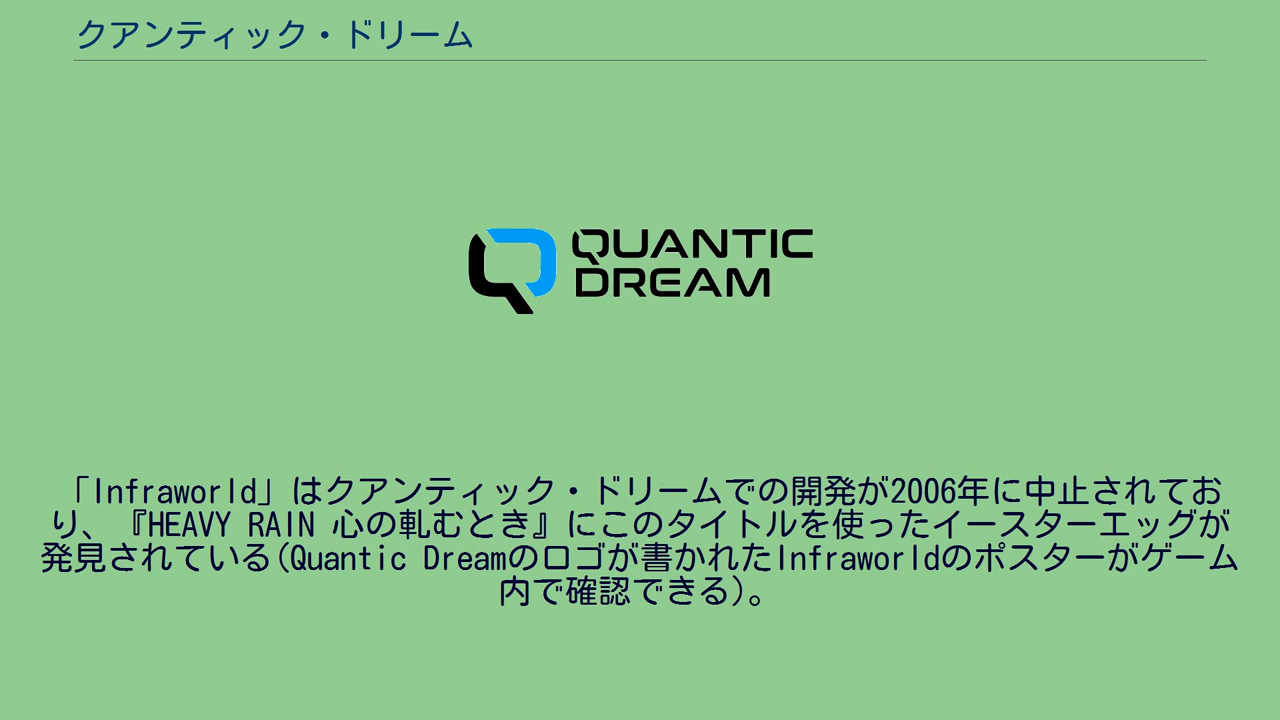 クアンティック・ドリーム
QUANTIC
DREAM
「Infraworld」はクアンティック・ドリームでの開発が2006年に中止されてお
り、『HEAVY RAIN 心の軋むとき』にこのタイトルを使ったイースターエッグが
発見されている(Quantic Dreamのロゴが書かれたInfraworldのポスターがゲーム
内で確認できる)。